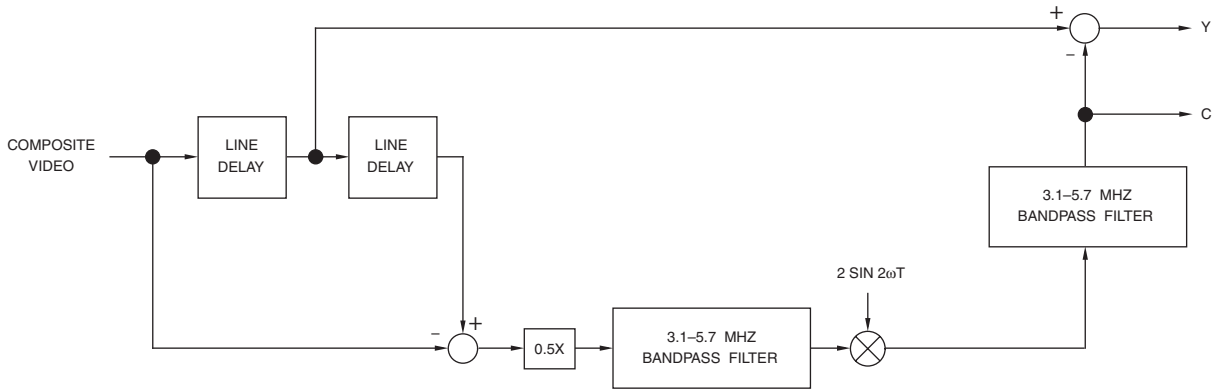 +
Y
−
C
COMPOSITE
VIDEO
LINE
DELAY
LINE
DELAY
3.1–5.7 MHZ
BANDPASS FILTER
2 SIN 2ωT
−
+
0.5X
3.1–5.7 MHZ
BANDPASS FILTER